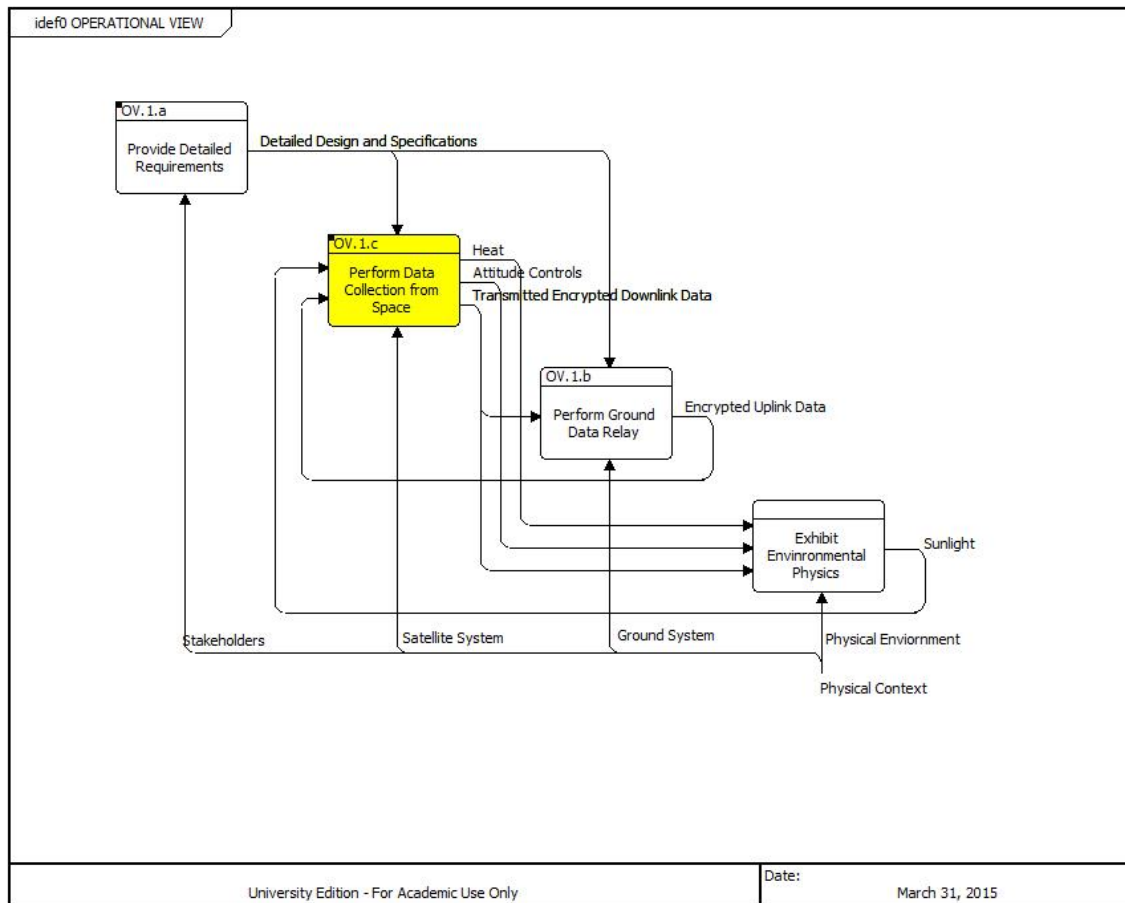 idef0 OPERATIONAL VIEW
OV.1.a
Provide Detailed
Requirements
Detailed Design and Specifications
OV.1.c
Perform Data
Collection from
Space
Heat
Attitude Controls
Transmitted Encrypted Downlink Data
OV.1.b
Perform Ground
Data Relay
Encrypted Uplink Data
Exhibit
Envinronmental
Physics
Sunlight
Stakeholders
Satellite System
Ground System
Physical Enviornment
Physical Context
University Edition - For Academic Use Only
Date:
March 31, 2015